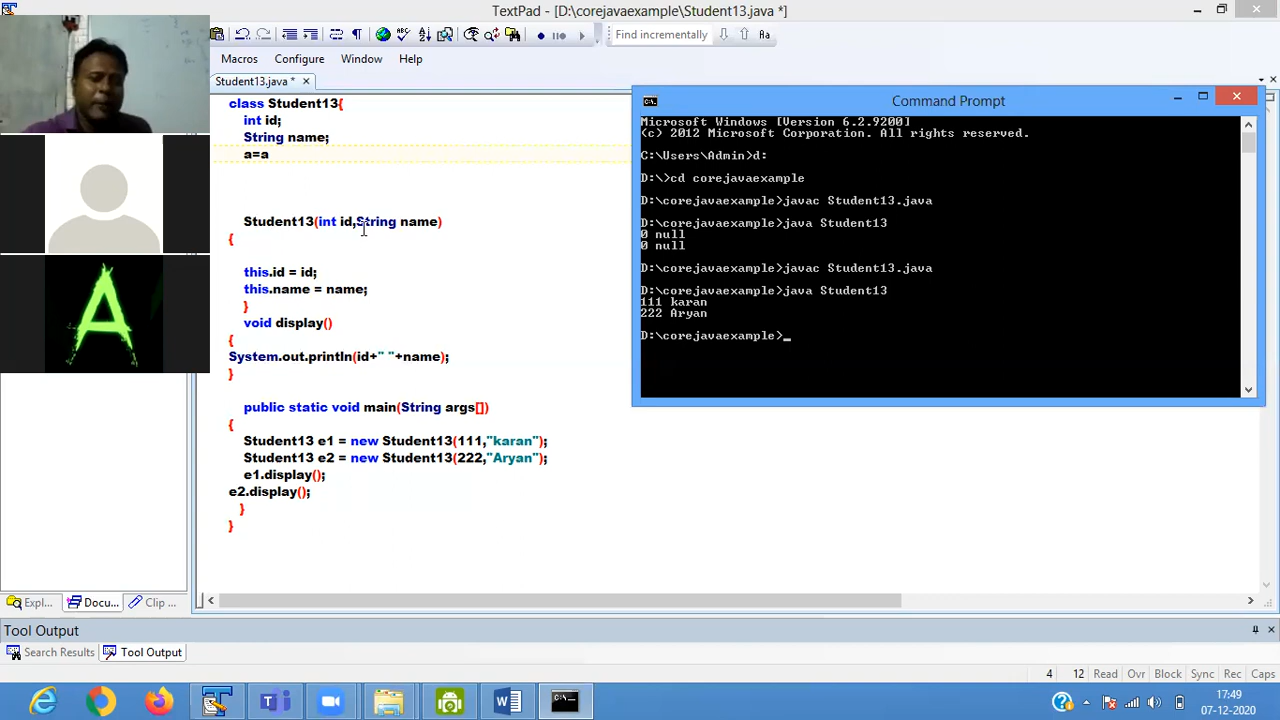 TextPad - [D:\corejavaexample\Student13.java *]
Find incrementally
Macros Configure Window Help
Student13.java *
class Student13{
int id;
String name;
a=a
Student13(int id,String name)
{
this.id = id;
this.name = name;
}
void display()
{
System.out.println(id+" "+name);
}
public static void main(String args[])
{
Student13 e1 = new Student13(111,"karan");
Student13 e2 = new Student13(222,"Aryan");
e1.display();
e2.display();
}
}
Command Prompt
Microsoft Windows [Version 6.2.9200]
(c) 2012 Microsoft Corporation. All rights reserved.
C:\Users\Admin>d:
D:\>cd corejavaexample
D:\corejavaexample>javac Student13.java
D:\corejavaexample>java Student13
0 null
0 null
D:\corejavaexample>javac Student13.java
D:\corejavaexample>java Student13
111 karan
222 Aryan
D:\corejavaexample>_
A
Expl... Docu... Clip ...
Tool Output
Search Results Tool Output
4 12 Read Ovr Block Sync Rec Caps
17:49
07-12-2020